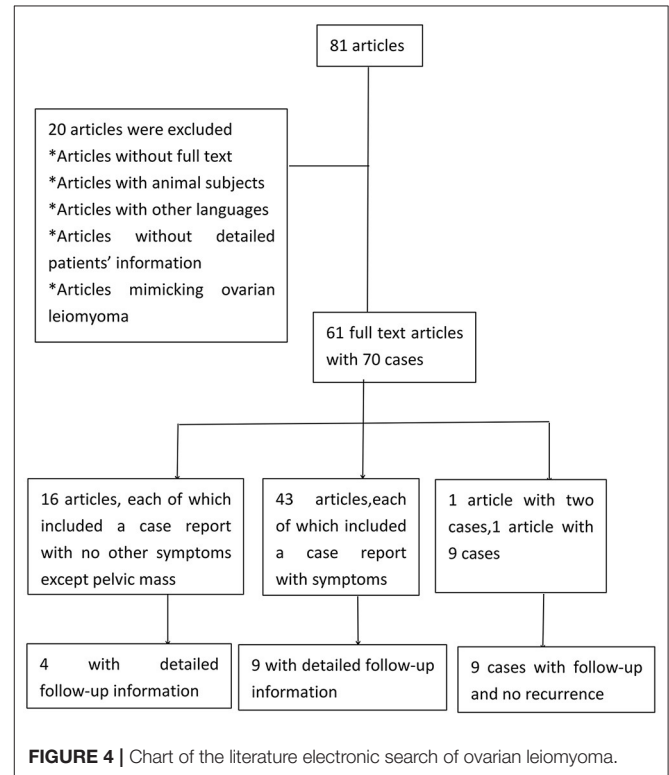 81 articles
20 articles were excluded
*Articles without full text
*Articles with animal subjects
*Articles with other languages
*Articles without detailed
patients' information
*Articles mimicking ovarian
leiomyoma
61 full text articles
with 70 cases
16 articles, each of which
included a case report
with no other symptoms
except pelvic mass
43 articles,each
of which included
a case report
with symptoms
1 article with two
cases,1 article with
9 cases
4 with detailed
follow-up information
9 with detailed follow-up
information
9 cases with follow-up
and no recurrence
FIGURE 4 | Chart of the literature electronic search of ovarian leiomyoma.